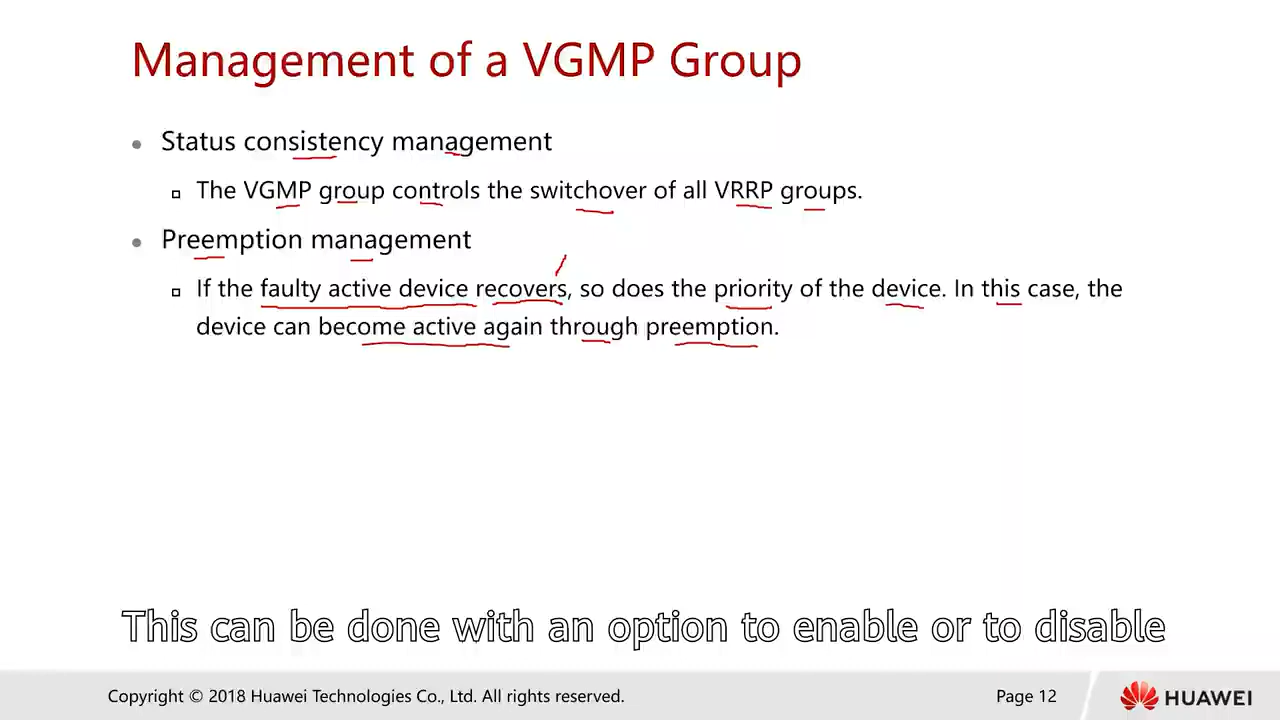 Management of a VGMP Group
Status consistency management
The VGMP group controls the switchover of all VRRP groups.
Preemption management
If the faulty active device recovers, so does the priority of the device. In this case, the
device can become active again through preemption.
This can be done with an option to enable or to disable
Copyright © 2018 Huawei Technologies Co., Ltd. All rights reserved.
Page 12
HUAWEI